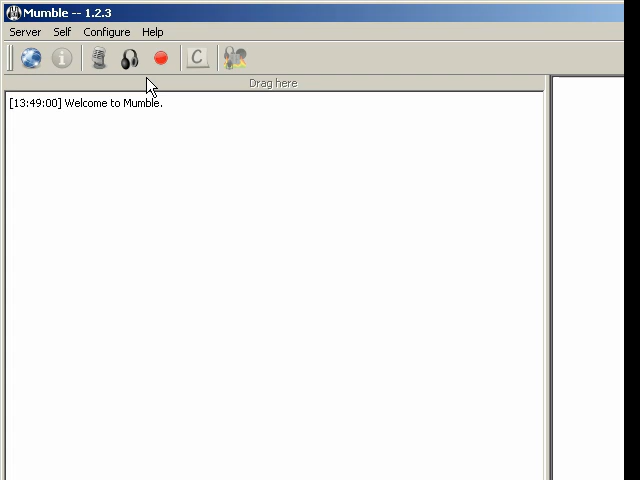 Mumble -- 1.2.3
Server Self Configure Help
C
Drag here
[13:49:00] Welcome to Mumble.